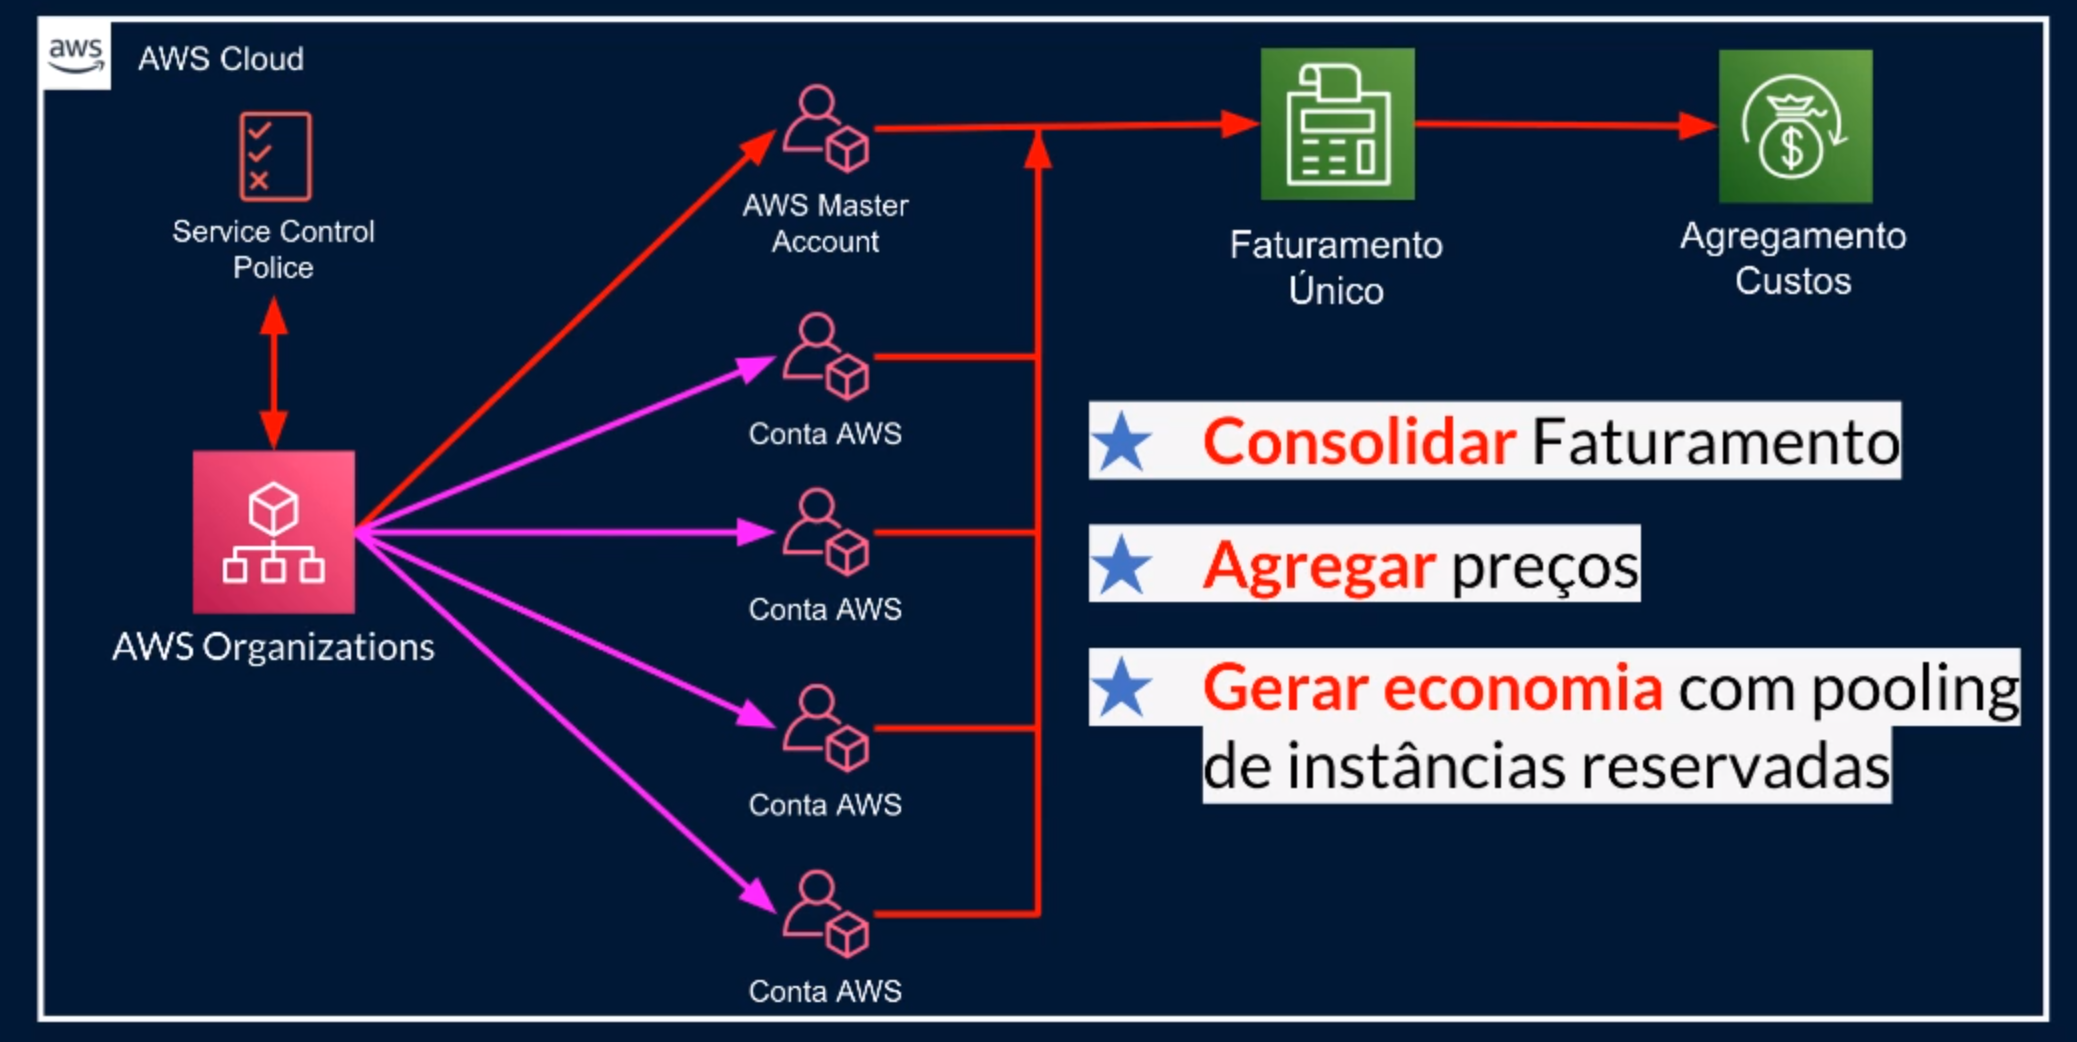 aws
AWS Cloud
Service Control
Police
AWS Organizations
AWS Master
Account
Conta AWS
Conta AWS
Conta AWS
Conta AWS
Faturamento
Único
Agregamento
Custos
Consolidar Faturamento
Agregar preços
Gerar economia com pooling
de instâncias reservadas